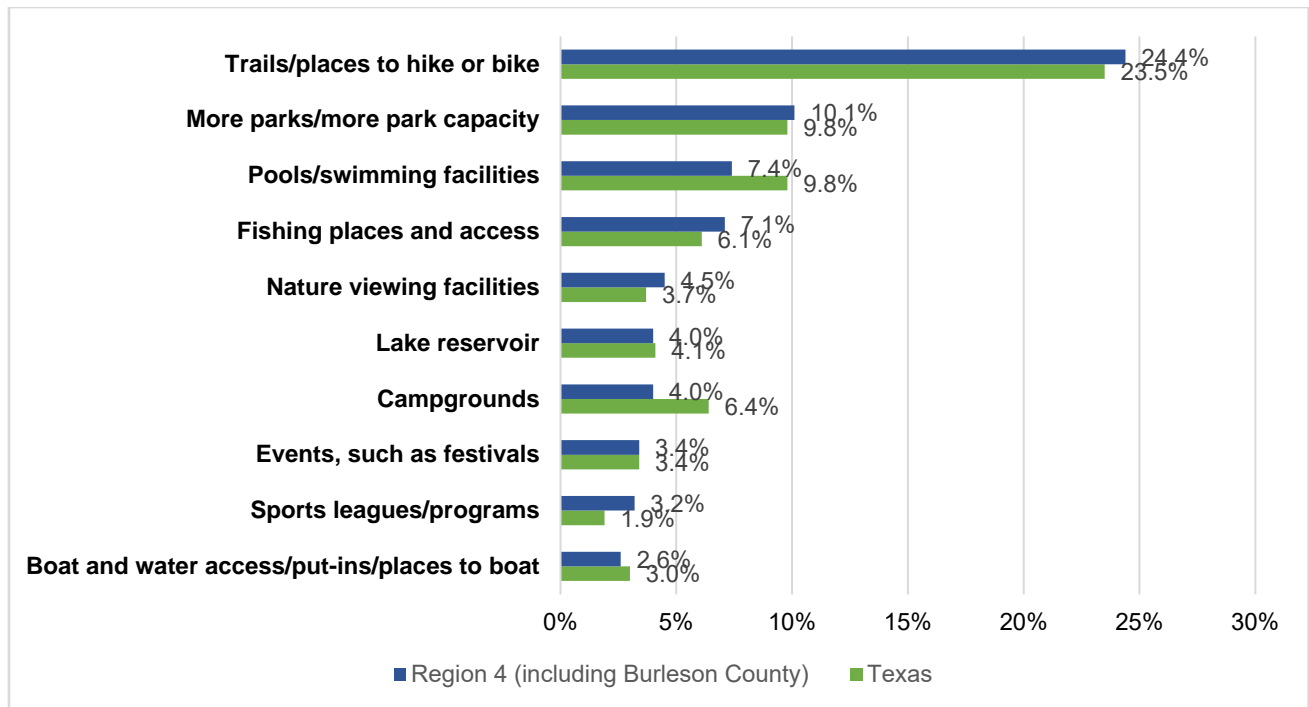 Trails/places to hike or bike
24.4%
23.5%
More parks/more park capacity
10.1%
9.8%
Pools/swimming facilities
7.4%
9.8%
Fishing places and access
7.1%
6.1%
Nature viewing facilities
4.5%
3.7%
Lake reservoir
4.0%
4.1%
Campgrounds
4.0%
6.4%
Events, such as festivals
3.4%
3.4%
Sports leagues/programs
3.2%
1.9%
Boat and water access/put-ins/places to boat
2.6%
3.0%
0% 5% 10% 15% 20% 25% 30%
Region 4 (including Burleson County) Texas